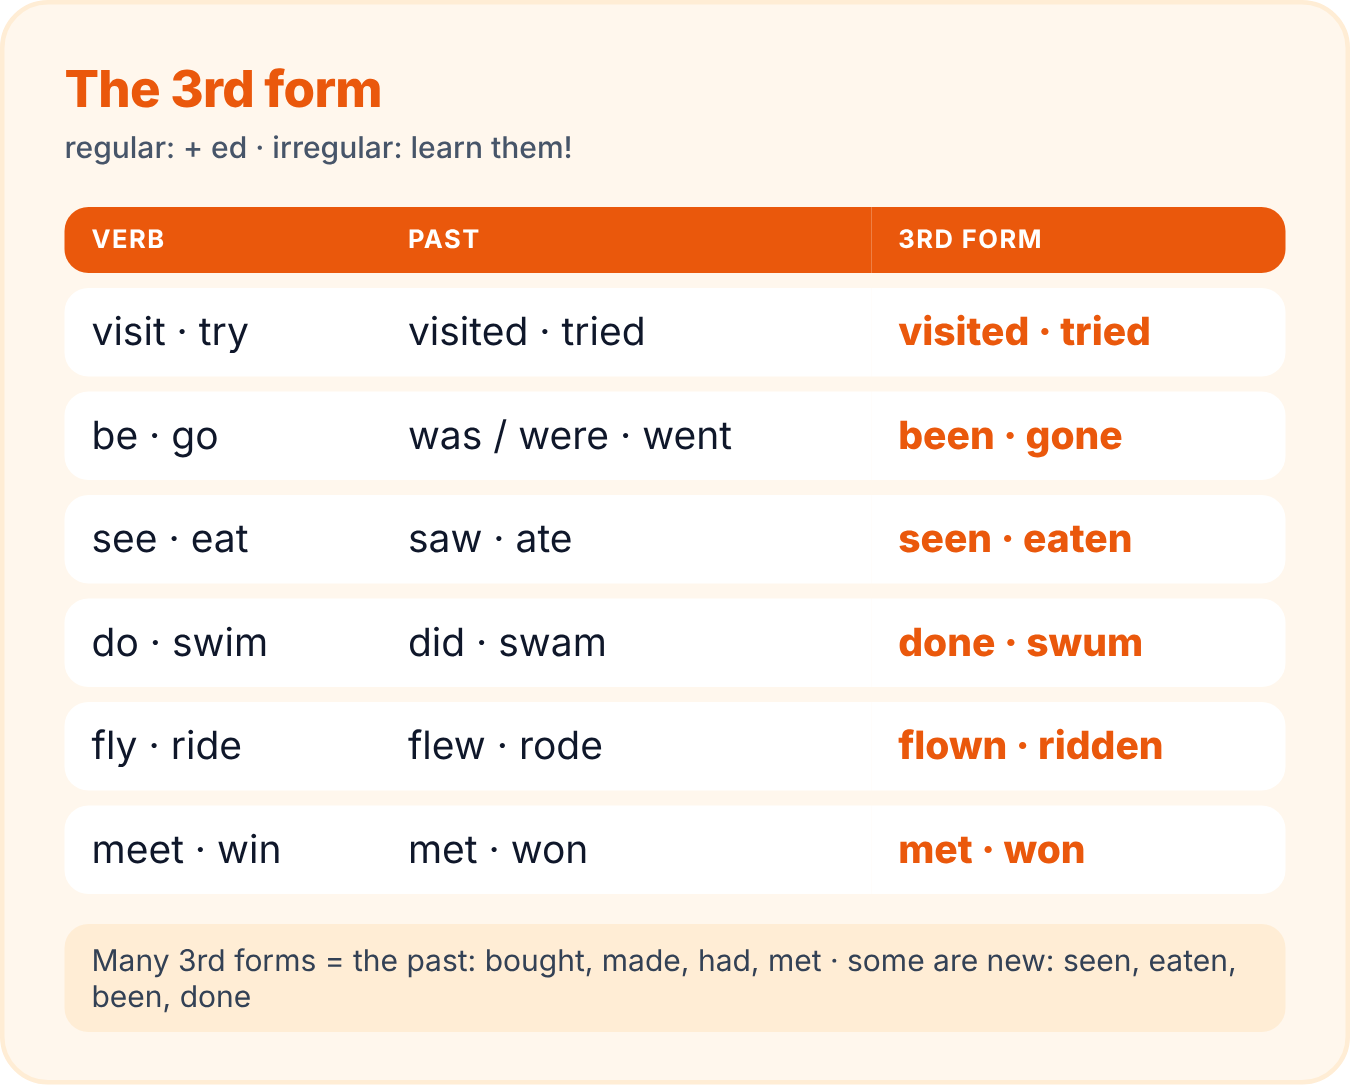 The 3rd form
regular: + ed · irregular: learn them!
VERB PAST 3RD FORM
visit · try visited · tried visited · tried
be · go was / were · went been · gone
see · eat saw · ate seen · eaten
do · swim did · swam done · swum
fly · ride flew · rode flown · ridden
meet · win met · won met · won
Many 3rd forms = the past: bought, made, had, met · some are new: seen, eaten,
been, done